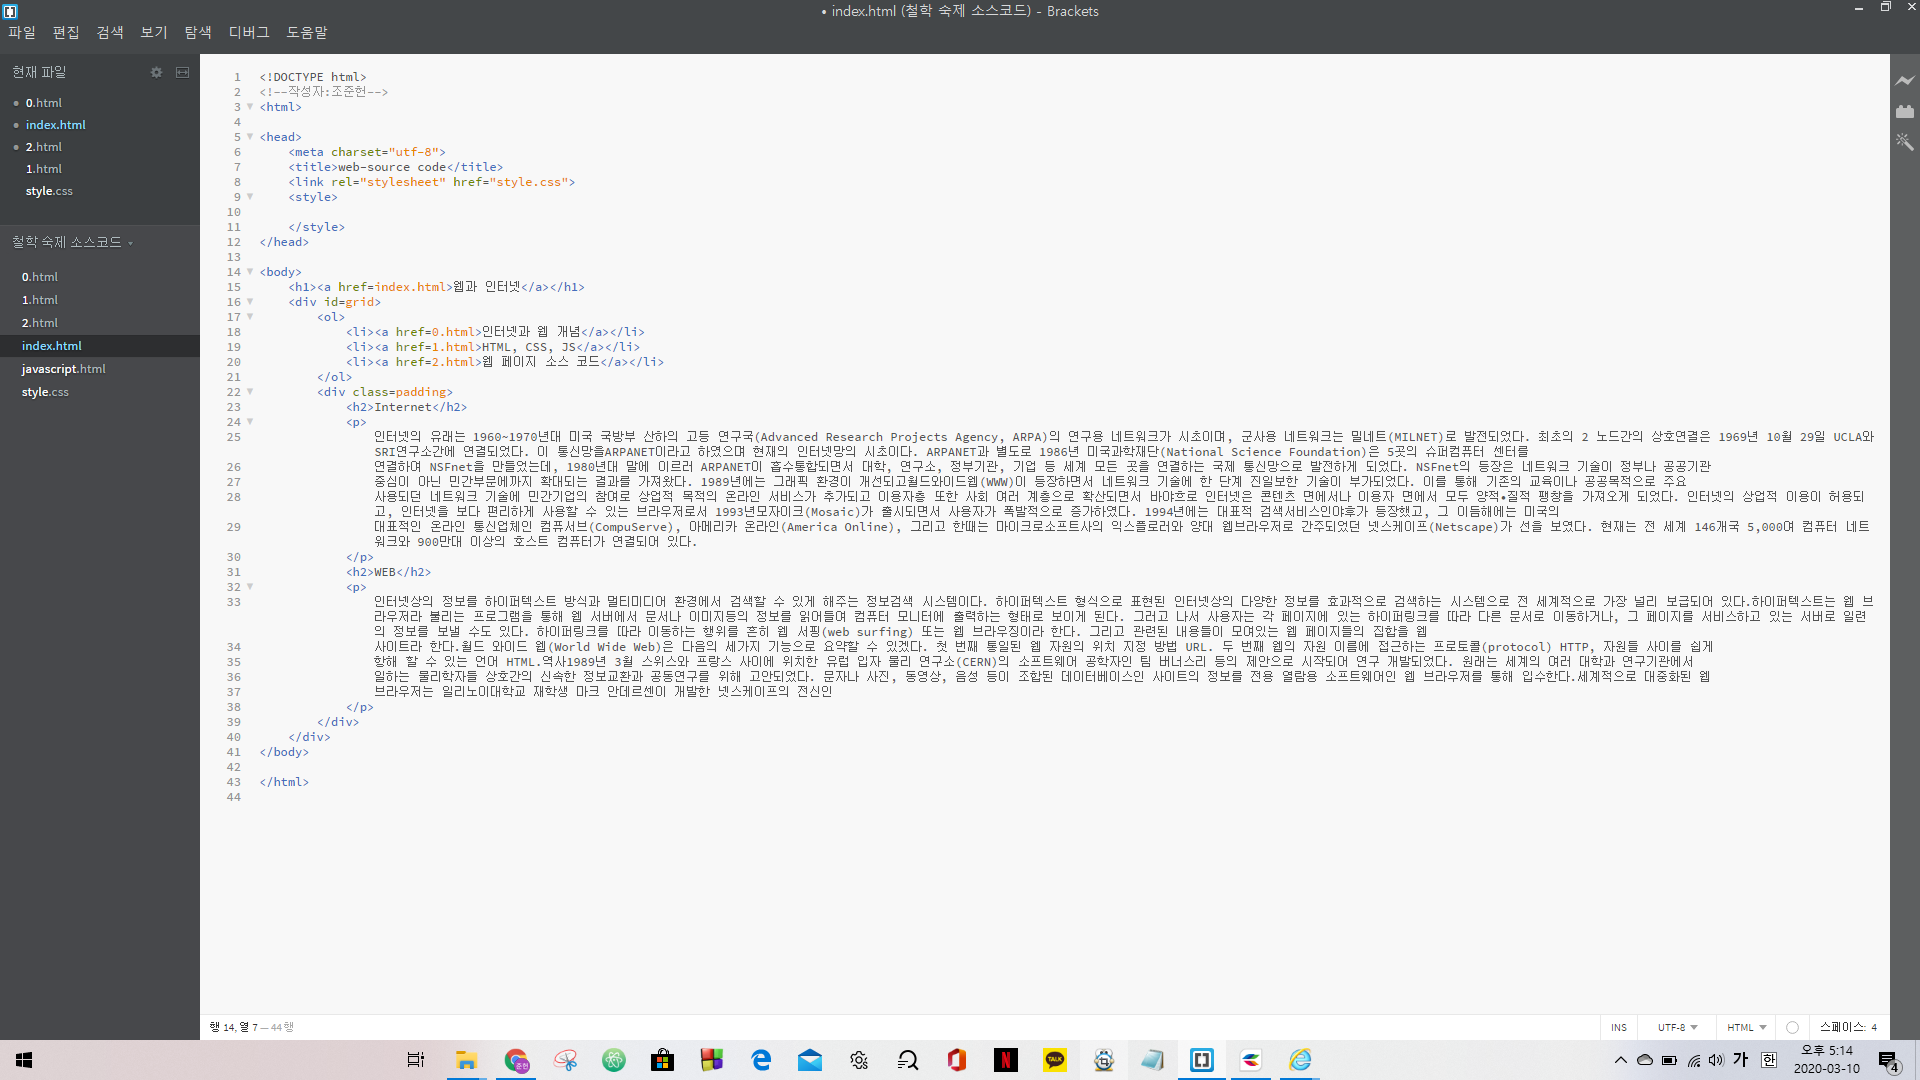 • index.html (철학 숙제 소스코드) - Brackets
파일 편집 검색 보기 탐색 디버그 도움말
현재 파일
0.html
index.html
2.html
1.html
style.css
철학 숙제 소스코드
0.html
1.html
2.html
index.html
javascript.html
style.css
1 <!DOCTYPE html>
2 <!--작성자:조준헌-->
3 <html>
4
5 <head>
6 <meta charset="utf-8">
7 <title>web-source code</title>
8 <link rel="stylesheet" href="style.css">
9 <style>
10
11 </style>
12 </head>
13
14 <body>
15 <h1><a href=index.html>웹과 인터넷</a></h1>
16 <div id=grid>
17 <ol>
18 <li><a href=0.html>인터넷과 웹 개념</a></li>
19 <li><a href=1.html>HTML, CSS, JS</a></li>
20 <li><a href=2.html>웹 페이지 소스 코드</a></li>
21 </ol>
22 <div class=padding>
23 <h2>Internet</h2>
24 <p>
25 인터넷의 유래는 1960~1970년대 미국 국방부 산하의 고등 연구국(Advanced Research Projects Agency, ARPA)의 연구용 네트워크가 시초이며, 군사용 네트워크는 밀네트(MILNET)로 발전되었다. 최초의 2 노드간의 상호연결은 1969년 10월 29일 UCLA와
SRI연구소간에 연결되었다. 이 통신망을ARPANET이라고 하였으며 현재의 인터넷망의 시초이다. ARPANET과 별도로 1986년 미국과학재단(National Science Foundation)은 5곳의 슈퍼컴퓨터 센터를
26 연결하여 NSFnet을 만들었는데, 1980년대 말에 이르러 ARPANET이 흡수통합되면서 대학, 연구소, 정부기관, 기업 등 세계 모든 곳을 연결하는 국제 통신망으로 발전하게 되었다. NSFnet의 등장은 네트워크 기술이 정부나 공공기관
27 중심이 아닌 민간부문에까지 확대되는 결과를 가져왔다. 1989년에는 그래픽 환경이 개선되고월드와이드웹(WWW)이 등장하면서 네트워크 기술에 한 단계 진일보한 기술이 부가되었다. 이를 통해 기존의 교육이나 공공목적으로 주요
28 사용되던 네트워크 기술에 민간기업의 참여로 상업적 목적의 온라인 서비스가 추가되고 이용자층 또한 사회 여러 계층으로 확산되면서 바야흐로 인터넷은 콘텐츠 면에서나 이용자 면에서 모두 양적•질적 팽창을 가져오게 되었다. 인터넷의 상업적 이용이 허용되
고, 인터넷을 보다 편리하게 사용할 수 있는 브라우저로서 1993년모자이크(Mosaic)가 출시되면서 사용자가 폭발적으로 증가하였다. 1994년에는 대표적 검색서비스인야후가 등장했고, 그 이듬해에는 미국의
29 대표적인 온라인 통신업체인 컴퓨서브(CompuServe), 아메리카 온라인(America Online), 그리고 한때는 마이크로소프트사의 익스플로러와 양대 웹브라우저로 간주되었던 넷스케이프(Netscape)가 선을 보였다. 현재는 전 세계 146개국 5,000여 컴퓨터 네트
워크와 900만대 이상의 호스트 컴퓨터가 연결되어 있다.
30 </p>
31 <h2>WEB</h2>
32 <p>
33 인터넷상의 정보를 하이퍼텍스트 방식과 멀티미디어 환경에서 검색할 수 있게 해주는 정보검색 시스템이다. 하이퍼텍스트 형식으로 표현된 인터넷상의 다양한 정보를 효과적으로 검색하는 시스템으로 전 세계적으로 가장 널리 보급되어 있다.하이퍼텍스트는 웹 브
라우저라 불리는 프로그램을 통해 웹 서버에서 문서나 이미지등의 정보를 읽어들여 컴퓨터 모니터에 출력하는 형태로 보이게 된다. 그러고 나서 사용자는 각 페이지에 있는 하이퍼링크를 따라 다른 문서로 이동하거나, 그 페이지를 서비스하고 있는 서버로 일련
의 정보를 보낼 수도 있다. 하이퍼링크를 따라 이동하는 행위를 흔히 웹 서핑(web surfing) 또는 웹 브라우징이라 한다. 그리고 관련된 내용들이 모여있는 웹 페이지들의 집합을 웹
34 사이트라 한다.월드 와이드 웹(World Wide Web)은 다음의 세가지 기능으로 요약할 수 있겠다. 첫 번째 통일된 웹 자원의 위치 지정 방법 URL. 두 번째 웹의 자원 이름에 접근하는 프로토콜(protocol) HTTP, 자원들 사이를 쉽게
35 항해 할 수 있는 언어 HTML.역사1989년 3월 스위스와 프랑스 사이에 위치한 유럽 입자 물리 연구소(CERN)의 소프트웨어 공학자인 팀 버너스리 등의 제안으로 시작되어 연구 개발되었다. 원래는 세계의 여러 대학과 연구기관에서
36 일하는 물리학자들 상호간의 신속한 정보교환과 공동연구를 위해 고안되었다. 문자나 사진, 동영상, 음성 등이 조합된 데이터베이스인 사이트의 정보를 전용 열람용 소프트웨어인 웹 브라우저를 통해 입수한다.세계적으로 대중화된 웹
37 브라우저는 일리노이대학교 재학생 마크 안데르센이 개발한 넷스케이프의 전신인
38 </p>
39 </div>
40 </div>
41 </body>
42
43 </html>
44
행 14, 열 7 — 44 행
INS UTF-8 HTML 스페이스: 4
준헌
N
TALK
가 한
오후 5:14
2020-03-10
4